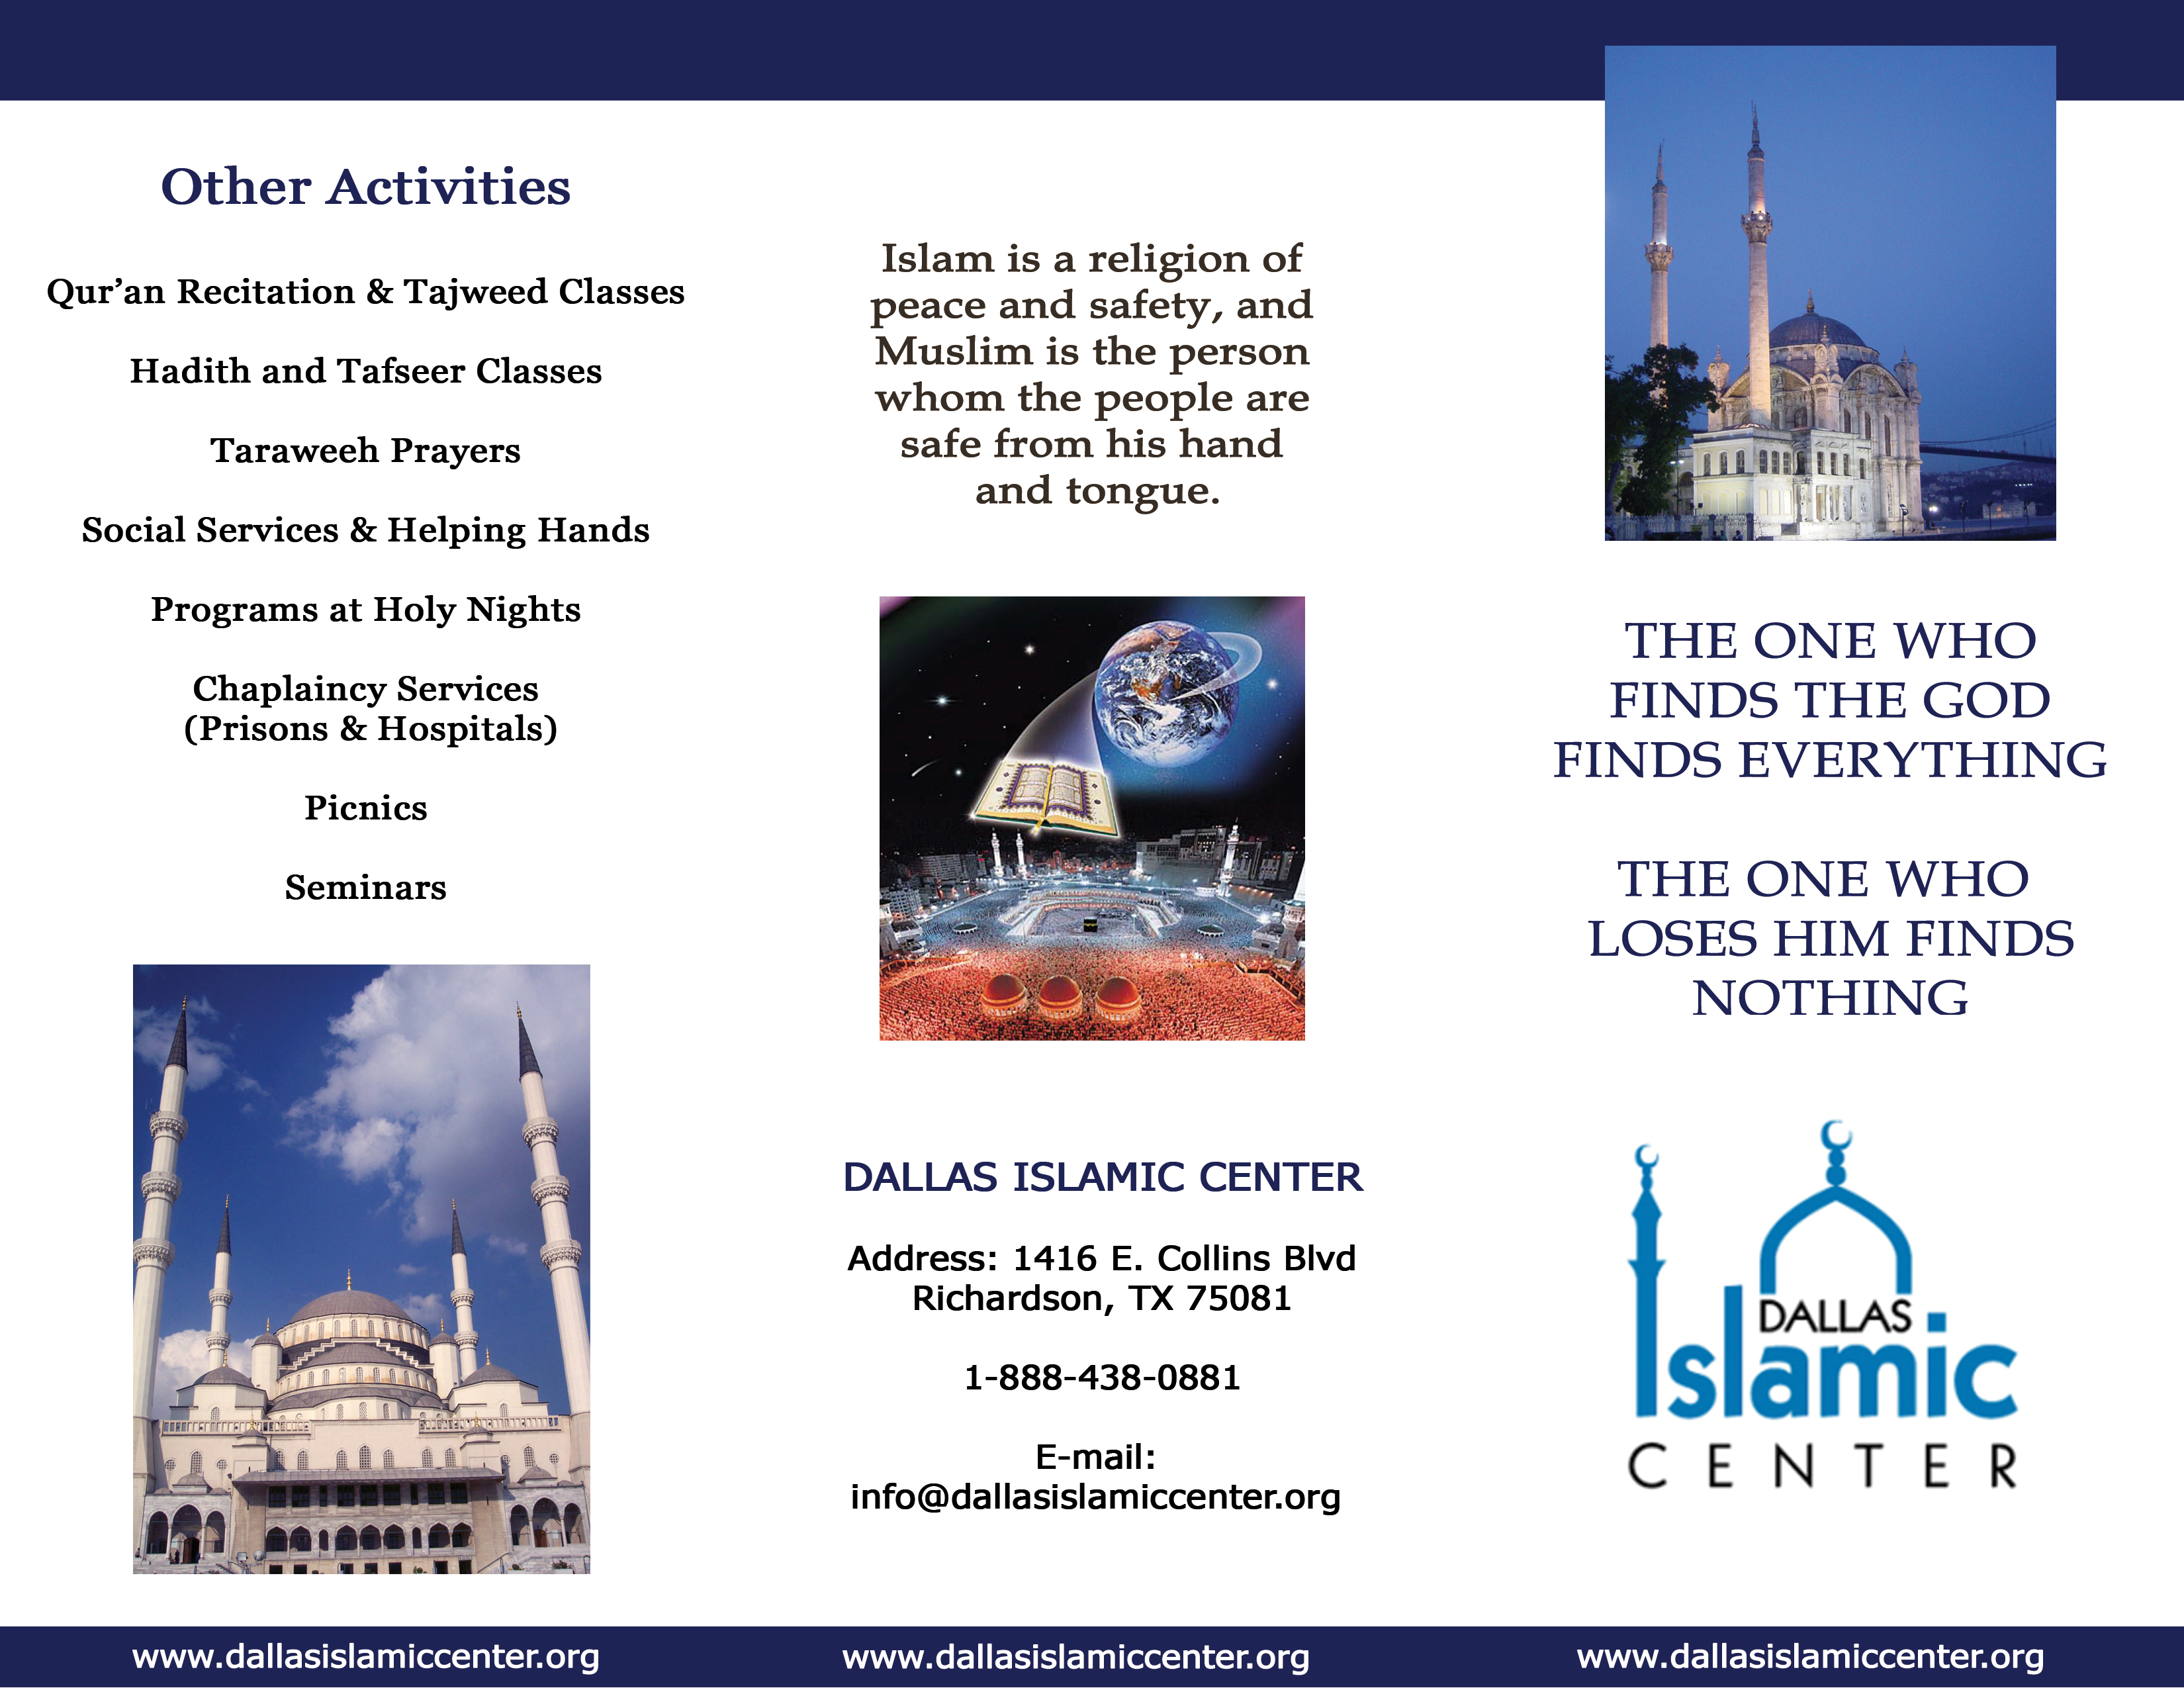 Other Activities
Qur’an Recitation & Tajweed Classes
Hadith and Tafseer Classes
Taraweeh Prayers
Social Services & Helping Hands
Programs at Holy Nights
Chaplaincy Services
(Prisons & Hospitals)
Picnics
Seminars
www.dallasislamiccenter.org
Islam is a religion of
peace and safety, and
Muslim is the person
whom the people are
safe from his hand
and tongue.
DALLAS ISLAMIC CENTER
Address: 1416 E. Collins Blvd
Richardson, TX 75081
1-888-438-0881
E-mail:
info@dallasislamiccenter.org
www.dallasislamiccenter.org
THE ONE WHO
FINDS THE GOD
FINDS EVERYTHING
THE ONE WHO
LOSES HIM FINDS
NOTHING
DALLAS
Islamic
CENTER
www.dallasislamiccenter.org